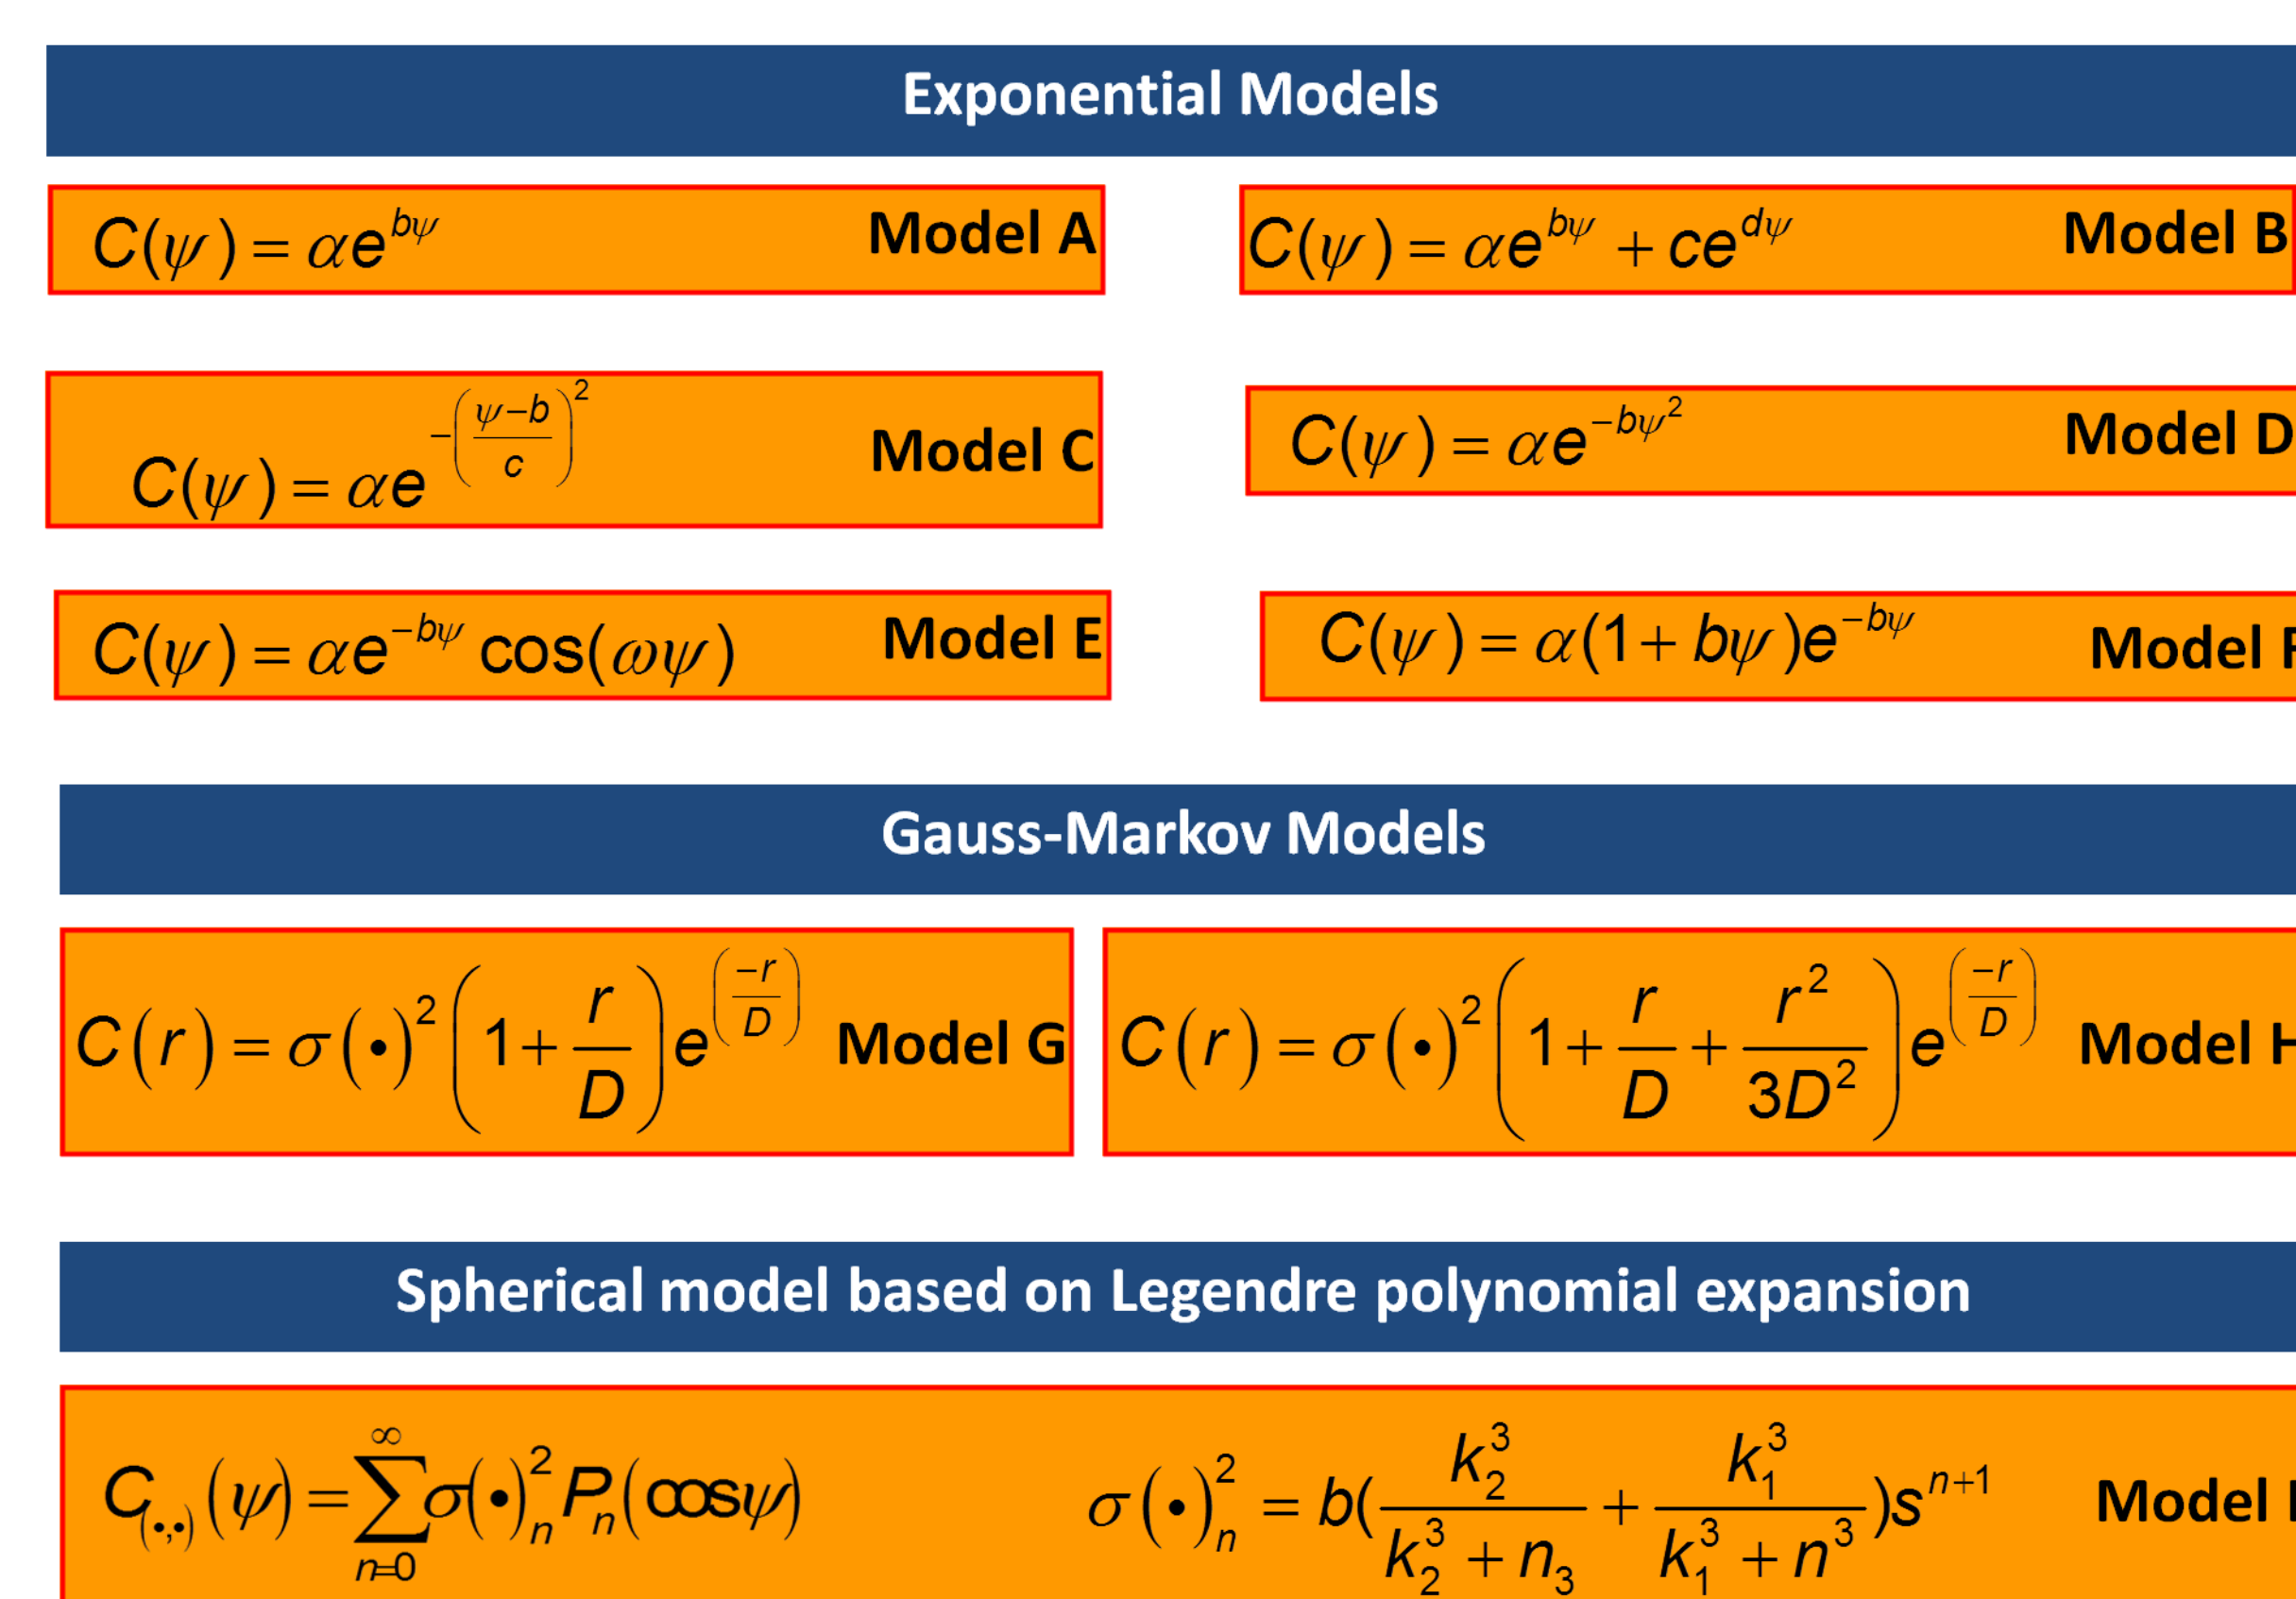 Exponential Models
C(ψ) = αe^{bψ} Model A
C(ψ) = αe^{bψ} + ce^{dψ} Model B
C(ψ) = αe^{-((ψ-b)/c)^2} Model C
C(ψ) = αe^{-bψ^2} Model D
C(ψ) = αe^{-bψ} cos(ωψ) Model E
C(ψ) = α(1+ bψ)e^{-bψ} Model
Gauss-Markov Models
C(r) = σ(•)^2 (1+ r/D) e^{(-r/D)} Model G
C(r) = σ(•)^2 (1+ r/D + r^2/3D^2) e^{(-r/D)} Model H
Spherical model based on Legendre polynomial expansion
C_{(•,•)}(ψ) = ∑_{n=0}^{∞} σ(•)_n^2 P_n(cosψ) σ(•)_n^2 = b(k_2^3/(k_2^3 + n_3) + k_1^3/(k_1^3 + n^3))s^{n+1} Model